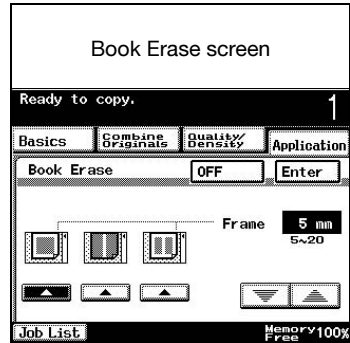 Book Erase screen
Ready to copy. 1
Basics Combine Originals Quality/Density Application
Book Erase OFF Enter
Frame 5 mm
5~20
Job List Memory Free 100%